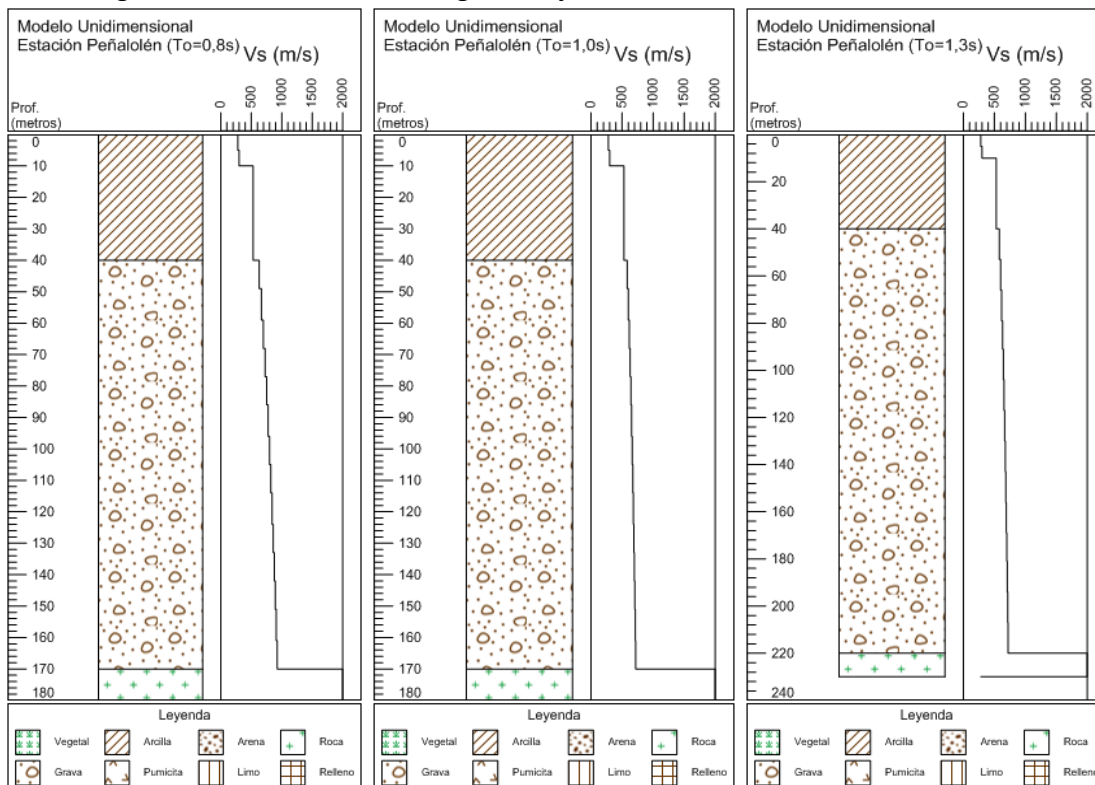 Modelo Unidimensional
Estación Peñalolén (To=0,8s) Vs (m/s)
Prof.
(metros)
0 500 1000 1500 2000
0
10
20
30
40
50
60
70
80
90
100
110
120
130
140
150
160
170
180
Leyenda
Vegetal Arcilla Arena Roca
Grava Pumicita Limo Relleno
Modelo Unidimensional
Estación Peñalolén (To=1,0s) Vs (m/s)
Prof.
(metros)
0 500 1000 1500 2000
0
10
20
30
40
50
60
70
80
90
100
110
120
130
140
150
160
170
180
Leyenda
Vegetal Arcilla Arena Roca
Grava Pumicita Limo Relleno
Modelo Unidimensional
Estación Peñalolén (To=1,3s) Vs (m/s)
Prof.
(metros)
0 500 1000 1500 2000
0
20
40
60
80
100
120
140
160
180
200
220
240
Leyenda
Vegetal Arcilla Arena Roca
Grava Pumicita Limo Relleno